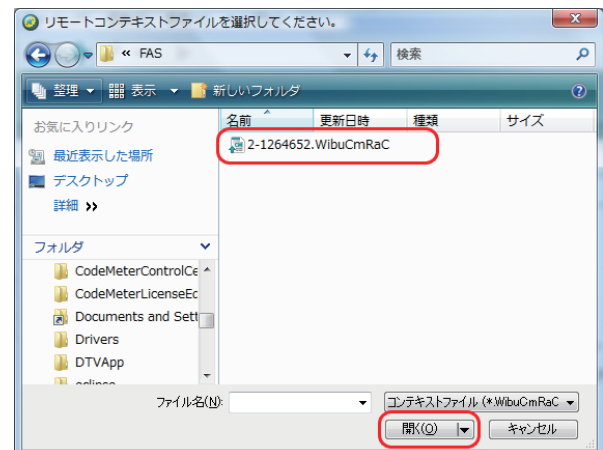 リモートコンテキストファイルを選択してください。
« FAS
検索
整理
表示
新しいフォルダ
お気に入りリンク
最近表示した場所
デスクトップ
詳細 »
フォルダ
CodeMeterControlCe
CodeMeterLicenseEc
Documents and Sett
Drivers
DTVApp
名前
更新日時
種類
サイズ
2-1264652.WibuCmRaC
ファイル名(N):
コンテキストファイル (*.WibuCmRaC
開く(O)
キャンセル